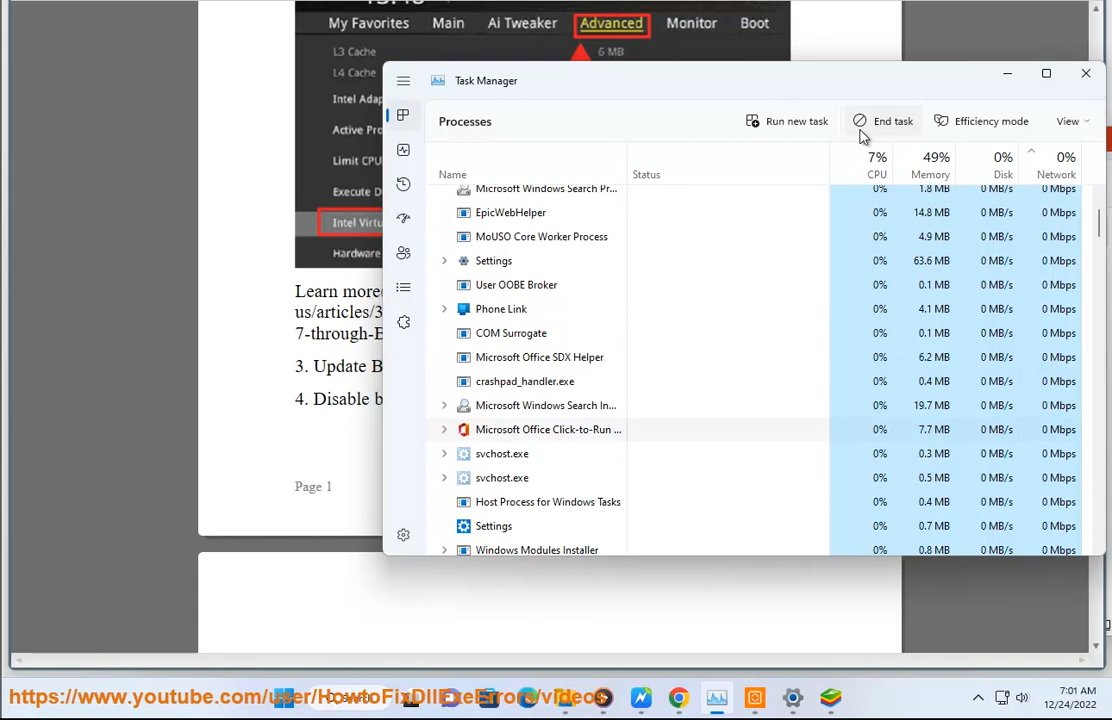 My Favorites Main Ai Tweaker Advanced Monitor Boot
L3 Cache 6 MB
L4 Cache
Intel Adap
Active Pro
Limit CPU
Execute D
Intel Virtu
Hardware
Learn more
us/articles/3
7-through-B
3. Update B
4. Disable b
Page 1
Task Manager
Processes Run new task End task Efficiency mode View
7% 49% 0% 0%
Name Status CPU Memory Disk Network
Microsoft Windows Search Pr... 0% 1.8 MB 0 MB/s 0 Mbps
EpicWebHelper 0% 14.8 MB 0 MB/s 0 Mbps
MoUSO Core Worker Process 0% 4.9 MB 0 MB/s 0 Mbps
Settings 0% 63.6 MB 0 MB/s 0 Mbps
User OOBE Broker 0% 0.1 MB 0 MB/s 0 Mbps
Phone Link 0% 4.1 MB 0 MB/s 0 Mbps
COM Surrogate 0% 0.1 MB 0 MB/s 0 Mbps
Microsoft Office SDX Helper 0% 6.2 MB 0 MB/s 0 Mbps
crashpad_handler.exe 0% 0.4 MB 0 MB/s 0 Mbps
Microsoft Windows Search In... 0% 19.7 MB 0 MB/s 0 Mbps
Microsoft Office Click-to-Run ... 0% 7.7 MB 0 MB/s 0 Mbps
svchost.exe 0% 0.3 MB 0 MB/s 0 Mbps
svchost.exe 0% 0.5 MB 0 MB/s 0 Mbps
Host Process for Windows Tasks 0% 0.4 MB 0 MB/s 0 Mbps
Settings 0% 0.7 MB 0 MB/s 0 Mbps
Windows Modules Installer 0% 0.8 MB 0 MB/s 0 Mbps
https://www.youtube.com/user/HowtoFixDllExeErrors/videos
7:01 AM
12/24/2022